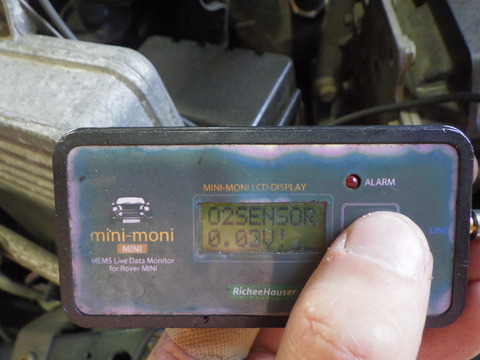 MINI-MONI LCD DISPLAY
ALARM
O2SENSOR
0.03V!
mini-moni
MINI
MEMS Live Data Monitor
for Rover MINI
RicheeHauser